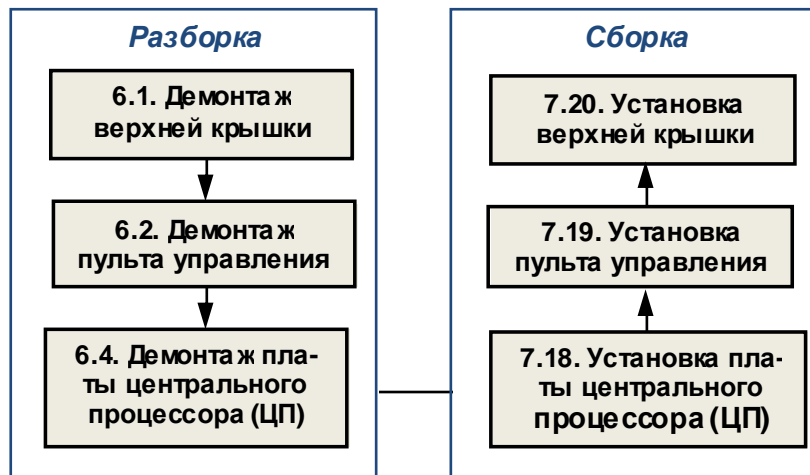 Разборка
6.1. Демонтаж
верхней крышки
6.2. Демонтаж
пульта управления
6.4. Демонтаж пла-
ты центрального
процессора (ЦП)
Сборка
7.20. Установка
верхней крышки
7.19. Установка
пульта управления
7.18. Установка пла-
ты центрального
процессора (ЦП)